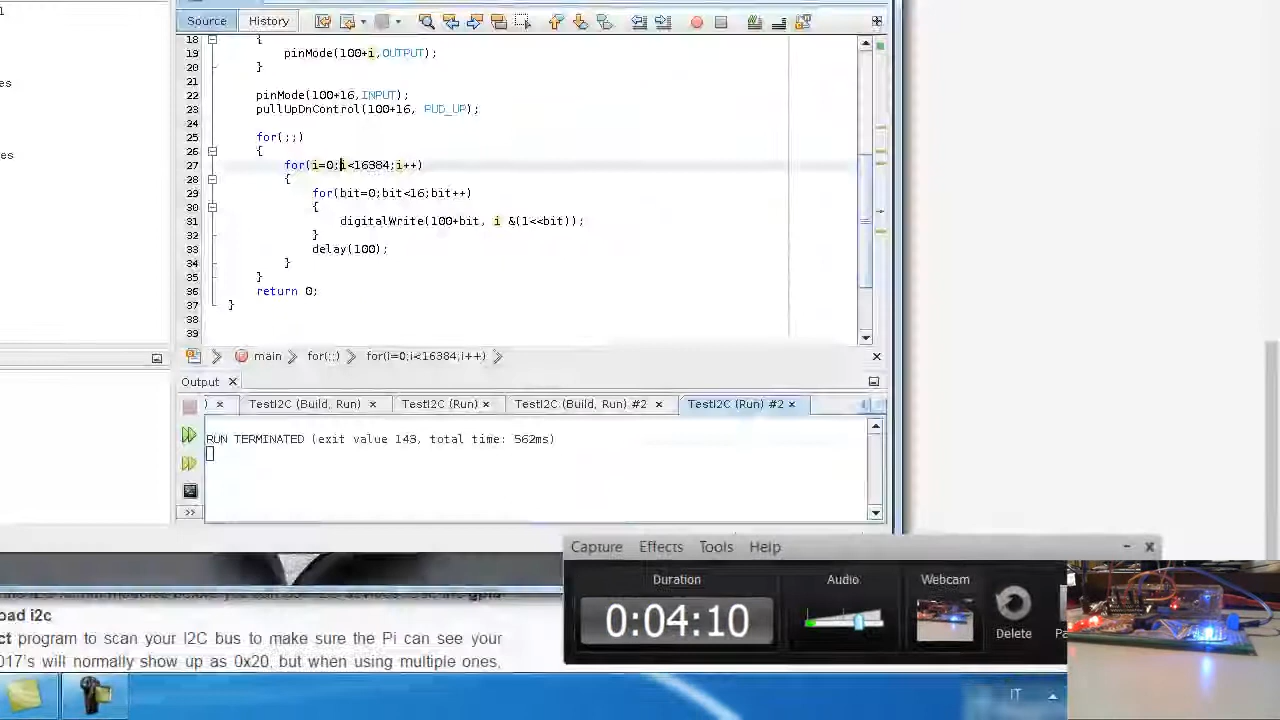 Source History
es
es
18 {
19 pinMode(100+i,OUTPUT);
20 }
21
22 pinMode(100+16,INPUT);
23 pullUpDnControl(100+16, PUD_UP);
24
25 for(;;)
26 {
27 for(i=0;i<16384;i++)
28 {
29 for(bit=0;bit<16;bit++)
30 {
31 digitalWrite(100+bit, i &(1<<bit));
32 }
33 delay(100);
34 }
35 }
36 return 0;
37 }
38
39
main for(;;) for(i=0;i<16384;i++)
Output
) TestI2C (Build, Run) TestI2C (Run) TestI2C (Build, Run) #2 TestI2C (Run) #2
RUN TERMINATED (exit value 143, total time: 562ms)
>>
Capture Effects Tools Help
Duration Audio Webcam
0:04:10
Delete Pa
oad i2c
ct program to scan your I2C bus to make sure the Pi can see your
017's will normally show up as 0x20, but when using multiple ones,
IT